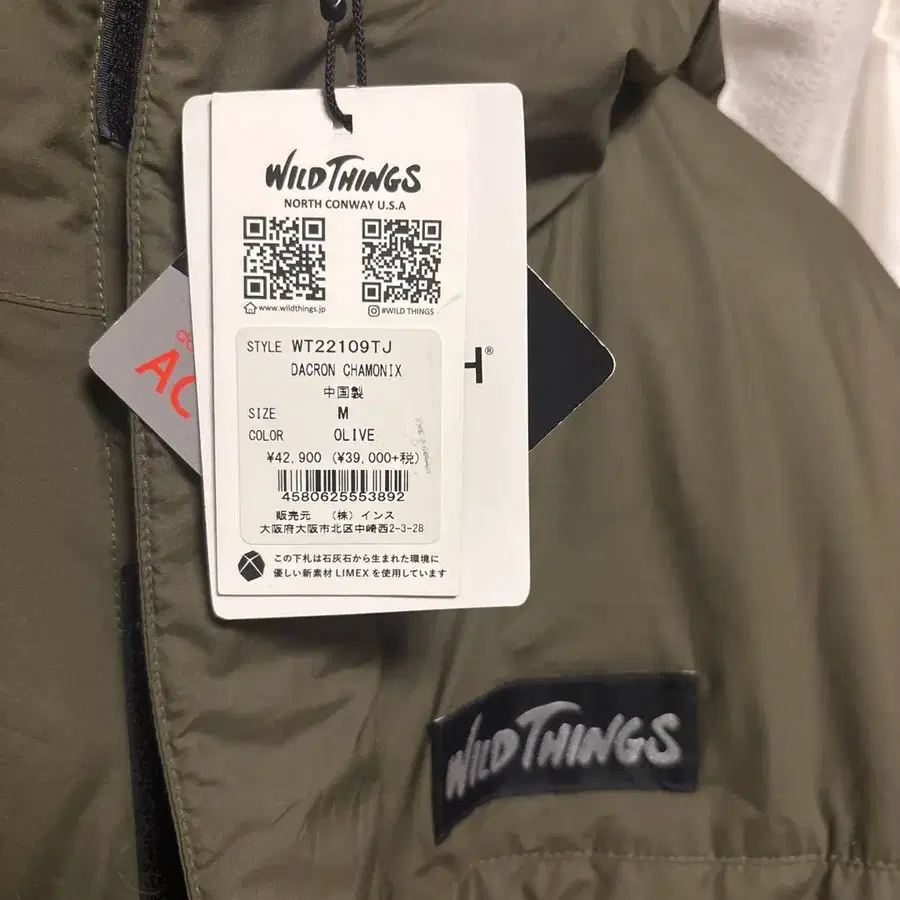 WILD THINGS
NORTH CONWAY U.S.A
www.wildthings.jp
#WILD THINGS
STYLE WT22109TJ
DACRON CHAMONIX
中国製
SIZE M
COLOR OLIVE
¥42,900 (¥39,000+税)
4580625553892
販売元 (株)インス
大阪府大阪市北区中崎西2-3-28
この下札は石灰石から生まれた環境に
優しい新素材 LIMEX を使用しています
WILD THINGS